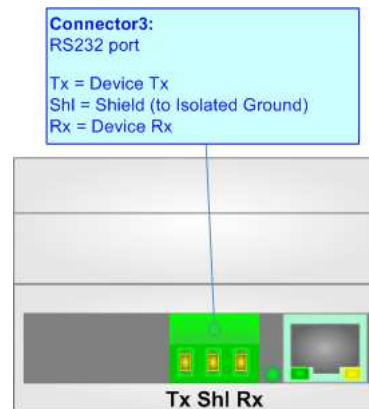 Connector3:
RS232 port
Tx = Device Tx
Shl = Shield (to Isolated Ground)
Rx = Device Rx
Tx Shl Rx